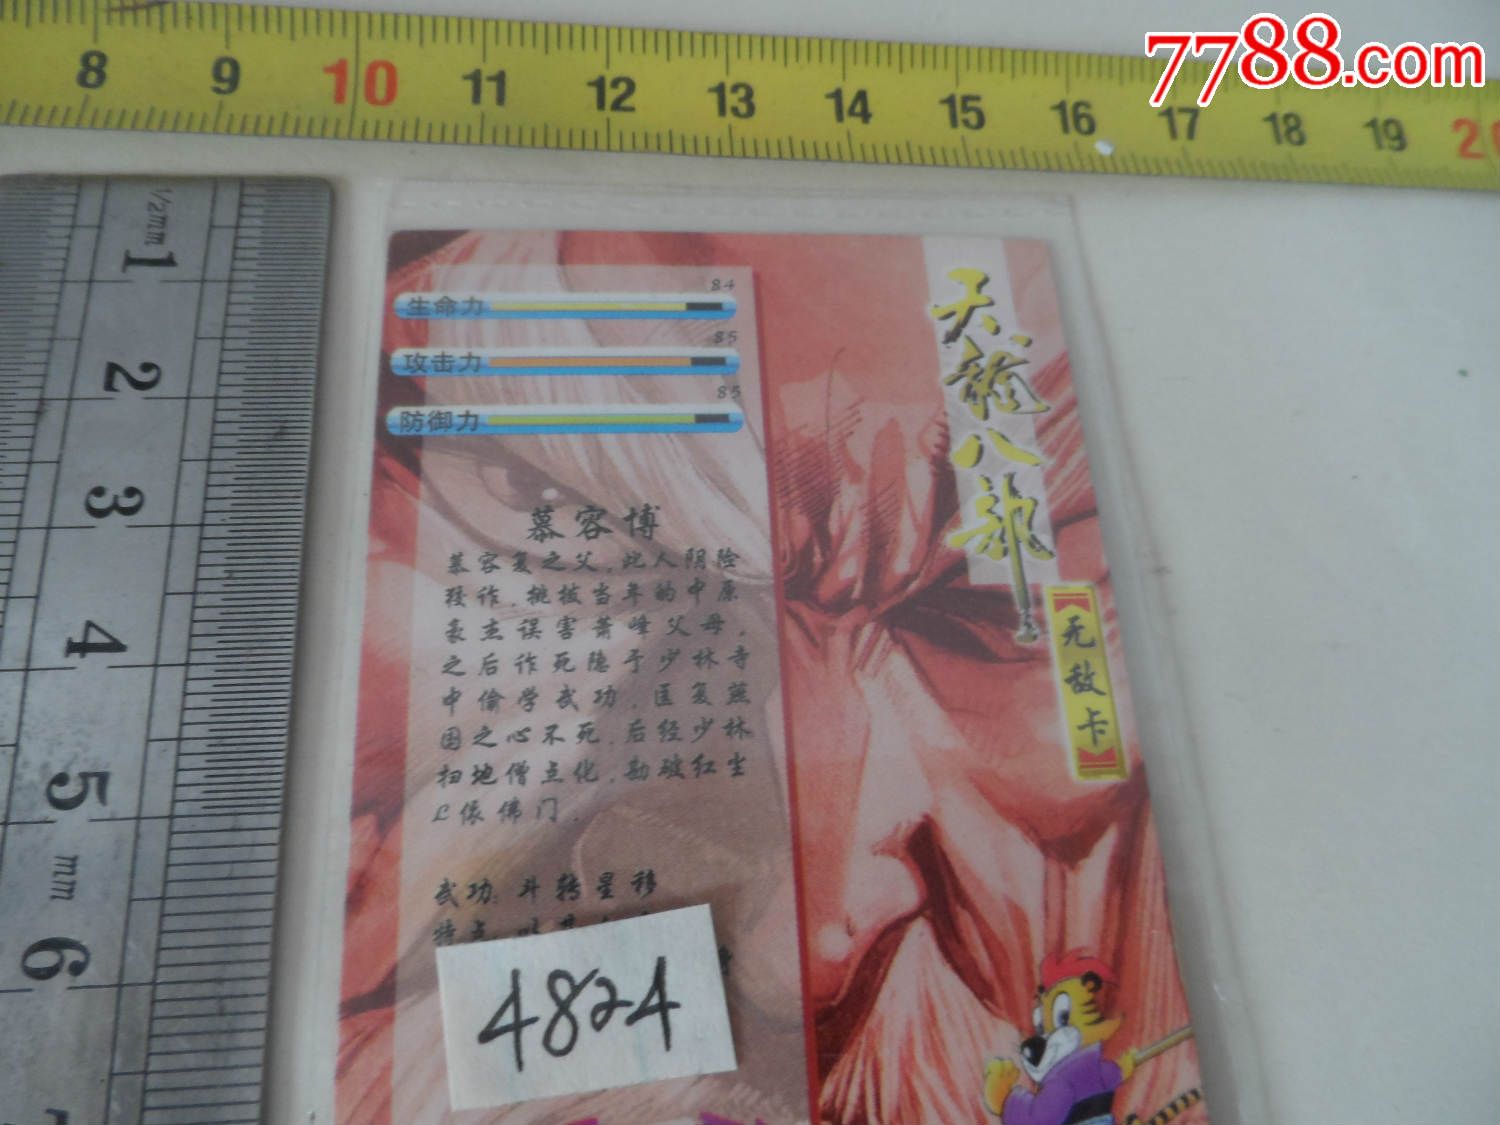 8 9 10 11 12 13 14 15 16 17 18 19 20
7788.com
1/2mm
1
2
3
4
5
mm
6
84
生命力
85
攻击力
85
防御力
天龍八部
无敌卡
慕容博
慕容复之父,此人阴险
狡诈,挑拨当年的中原
豪杰误害萧峰父母,
之后诈死隐于少林寺
中偷学武功,匡复燕
国之心不死,后经少林
扫地僧点化,勘破红尘
依佛门.
武功:斗转星移
特点:以
4824